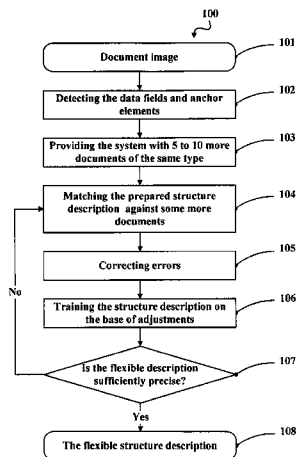 100
Document image
101
Detecting the data fields and anchor
elements
102
Providing the system with 5 to 10 more
documents of the same type
103
Matching the prepared structure
description against some more
documents
104
Correcting errors
105
Training the structure description on
the base of adjustments
106
Is the flexible description
sufficiently precise?
107
No
Yes
The flexible structure description
108